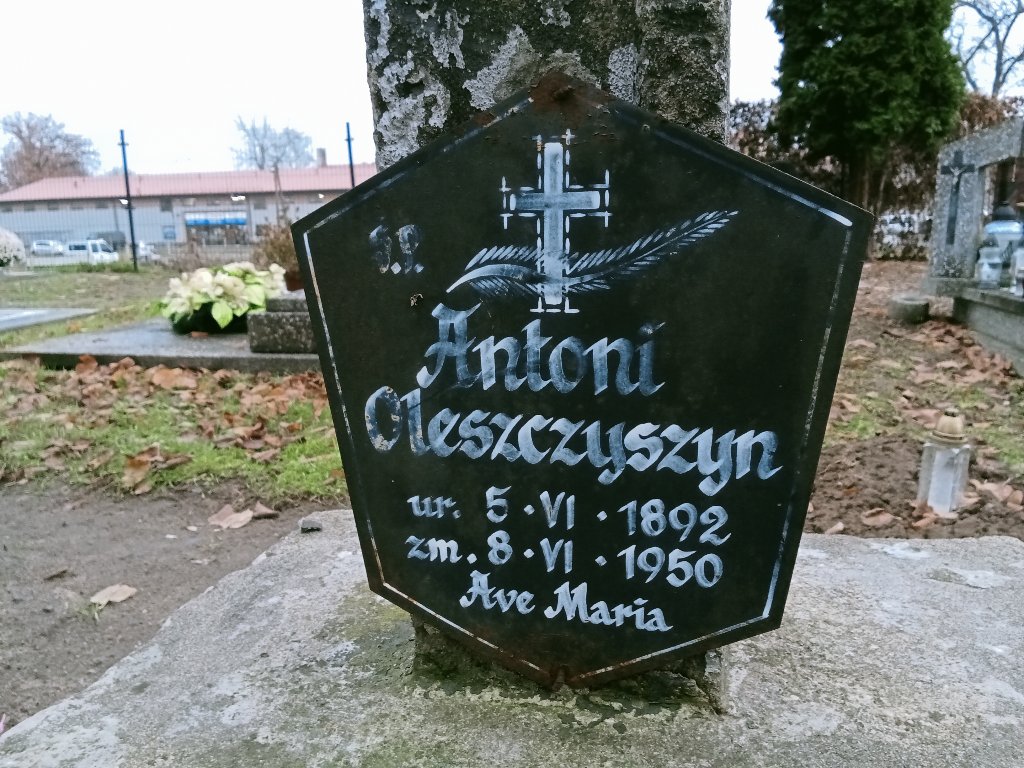 Ś.P.
Antoni
Oleszczyszyn
ur. 5 · VI · 1892
zm. 8 · VI · 1950
Ave Maria